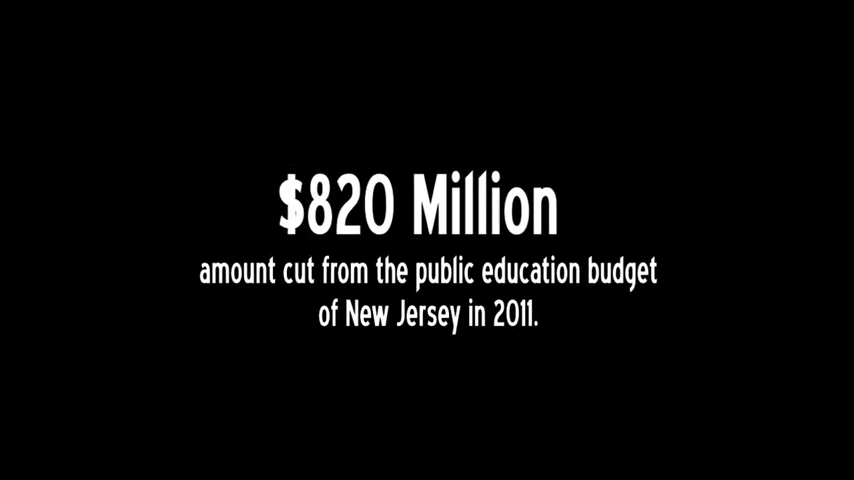 $820 Million
amount cut from the public education budget
of New Jersey in 2011.